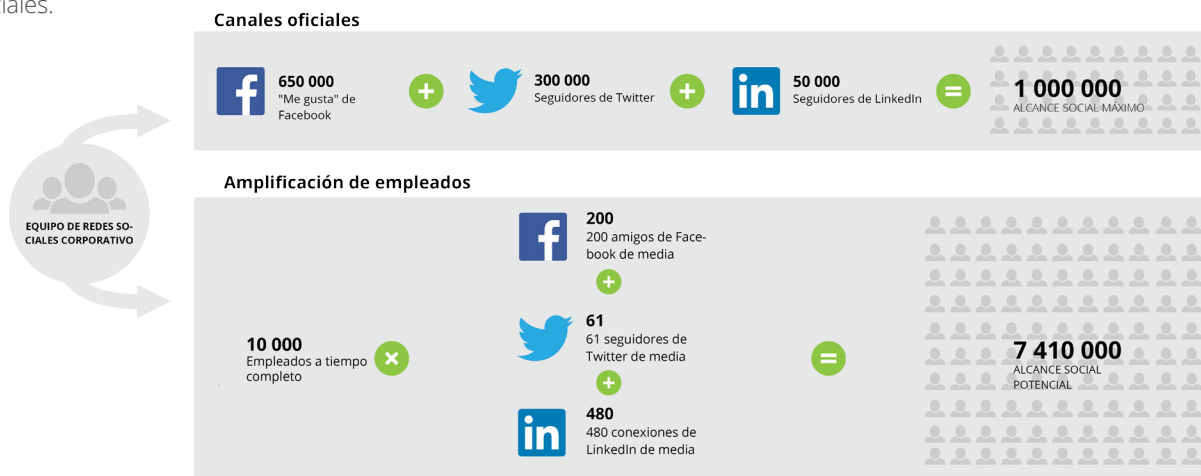 ciales.
Canales oficiales
650 000
"Me gusta" de
Facebook
+
300 000
Seguidores de Twitter
+
50 000
Seguidores de LinkedIn
=
1 000 000
ALCANCE SOCIAL MÁXIMO
EQUIPO DE REDES SO-
CIALES CORPORATIVO
Amplificación de empleados
10 000
Empleados a tiempo
completo
×
200
200 amigos de Face-
book de media
+
61
61 seguidores de
Twitter de media
+
480
480 conexiones de
LinkedIn de media
=
7 410 000
ALCANCE SOCIAL
POTENCIAL